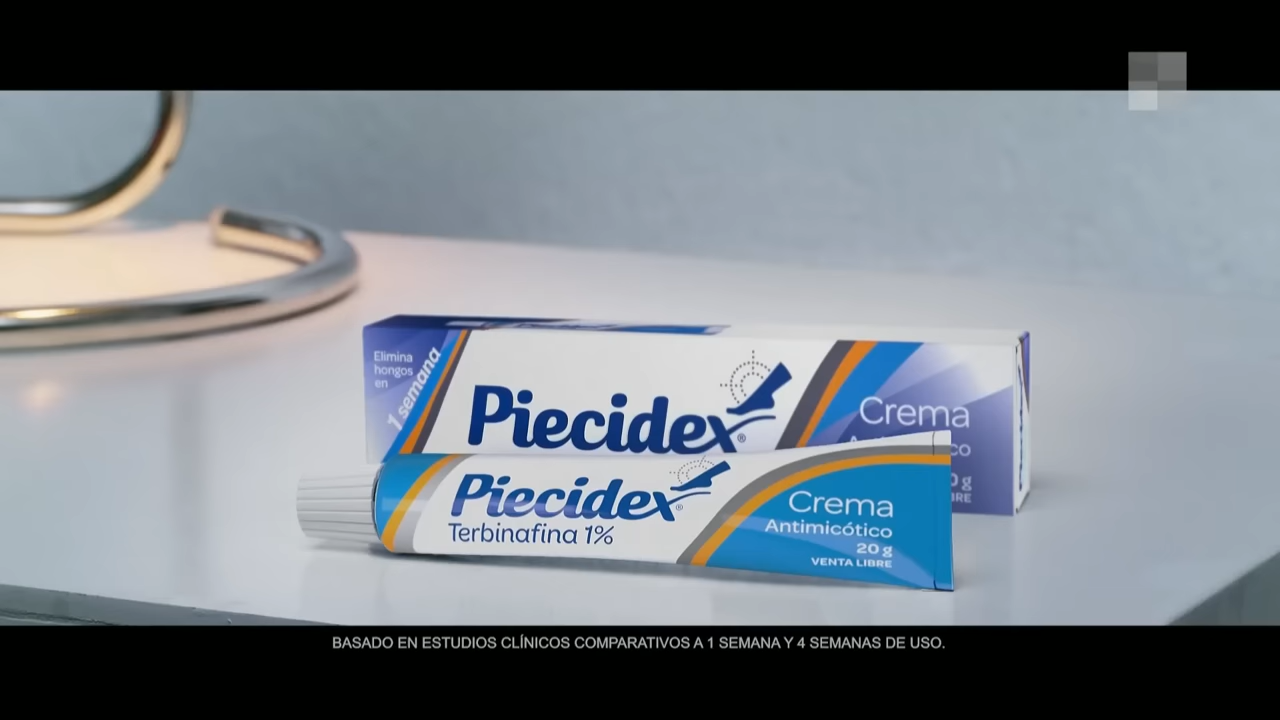 Elimina
hongos
en
1 semana
Piecidex®
Crema
Piecidex®
Terbinafina 1%
Crema
Antimicótico
20 g
VENTA LIBRE
BASADO EN ESTUDIOS CLÍNICOS COMPARATIVOS A 1 SEMANA Y 4 SEMANAS DE USO.